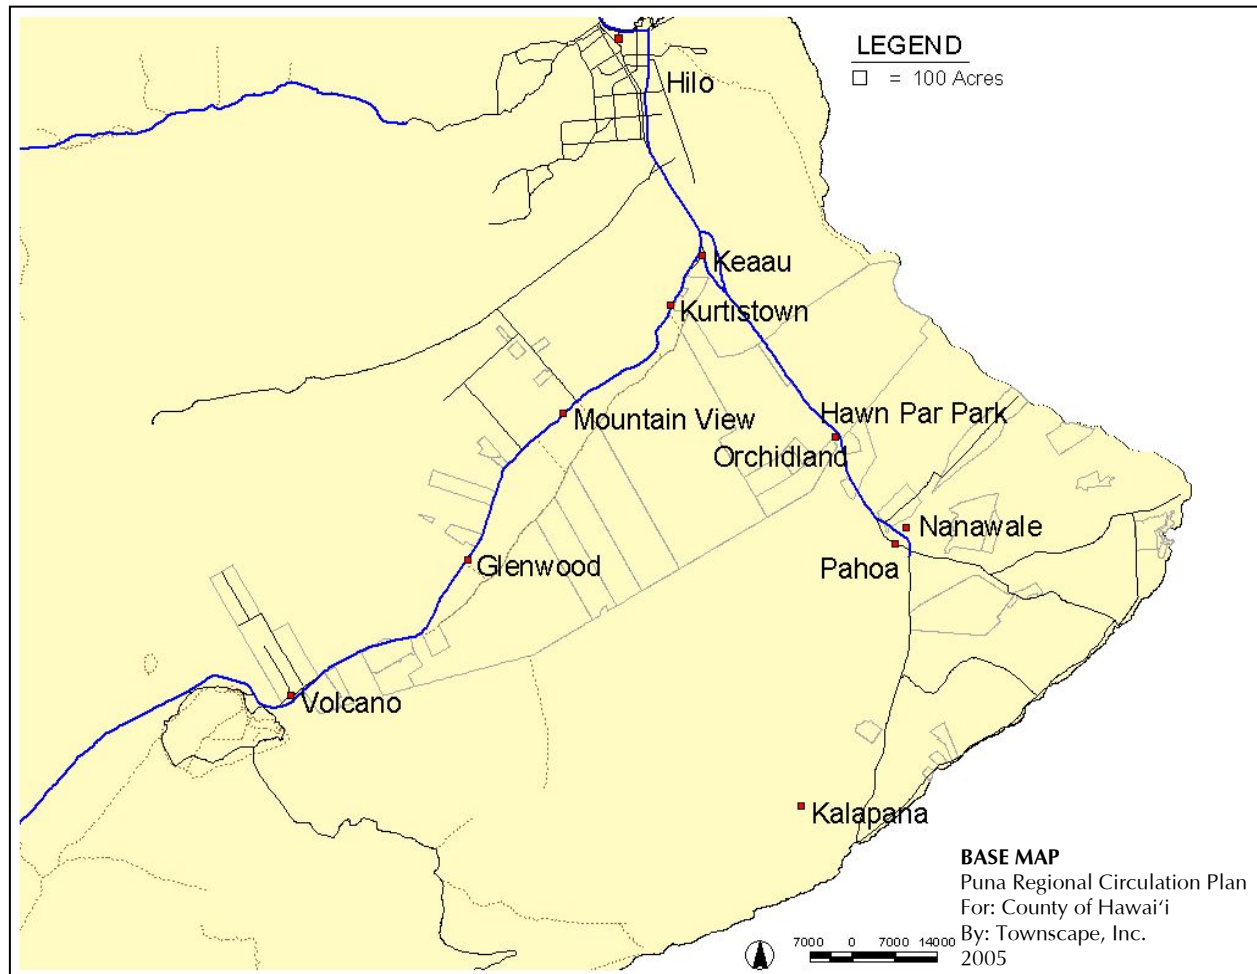 LEGEND
= 100 Acres
Hilo
Keaau
Kurtistown
Mountain View
Hawn Par Park
Orchidland
Nanawale
Glenwood
Pahoa
Volcano
Kalapana
BASE MAP
Puna Regional Circulation Plan
For: County of Hawai‘i
By: Townscape, Inc.
2005
7000 0 7000 14000